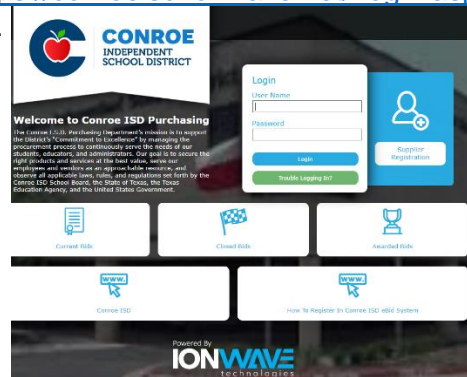 CONROE
INDEPENDENT
SCHOOL DISTRICT
Login
User Name
Password
Login
Trouble Logging In?
Supplier
Registration
Welcome to Conroe ISD Purchasing
The Conroe I.S.D. Purchasing Department's mission is to support
the District's "Commitment to Excellence" by managing the
procurement process to continuously serve the needs of our
students, educators, and administrators. Our goal is to secure the
right products and services at the best value, serve our
employees and vendors as an approachable resource, and
observe all applicable laws, rules, and regulations set forth by the
Conroe ISD School Board, the State of Texas, the Texas
Education Agency, and the United States Government.
Current Bids
Closed Bids
Awarded Bids
www.
Conroe ISD
www.
How To Register In Conroe ISD eBid System
Powered By
IONWAVE
technologies